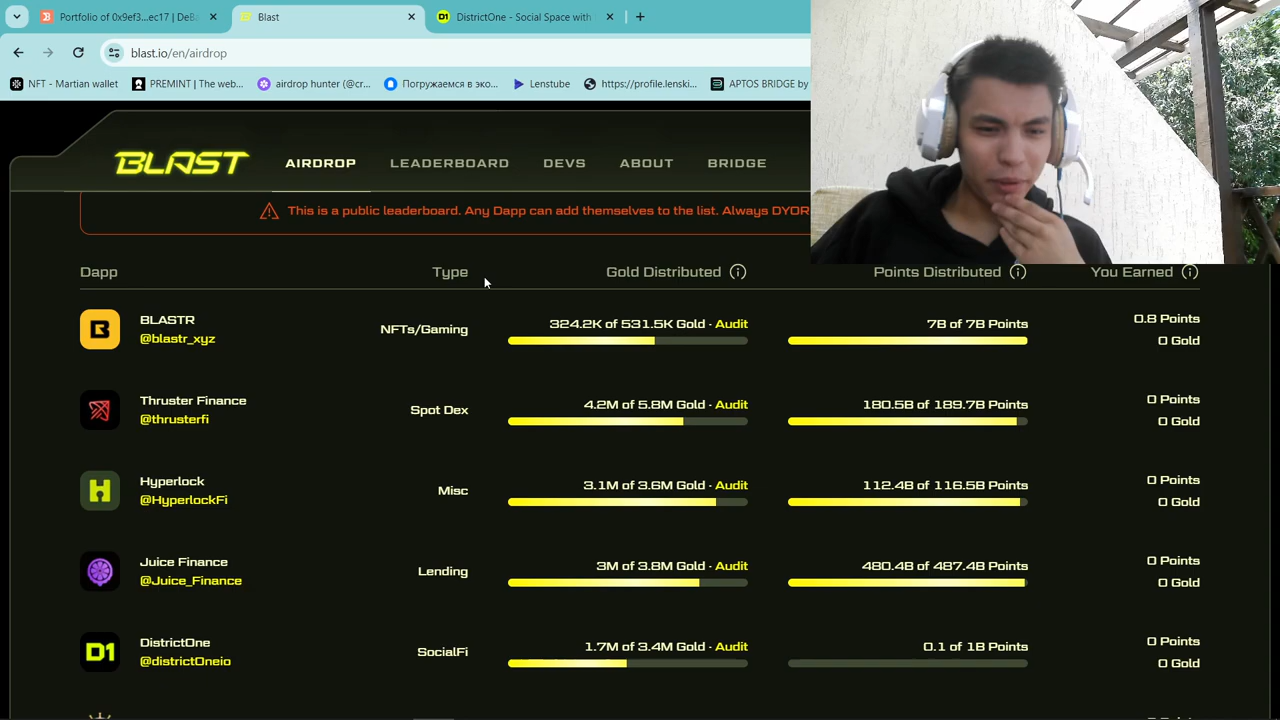 Portfolio of 0x9ef3...ec17 | DeBa
Blast
DistrictOne - Social Space with
blast.io/en/airdrop
NFT - Martian wallet
PREMINT | The web...
airdrop hunter (@cr...
Погружаемся в эко...
Lenstube
https://profile.lenski...
APTOS BRIDGE by
BLAST
AIRDROP
LEADERBOARD
DEVS
ABOUT
BRIDGE
This is a public leaderboard. Any Dapp can add themselves to the list. Always DYOR
Dapp Type Gold Distributed Points Distributed You Earned
BLASTR
@blastr_xyz
NFTs/Gaming
324.2K of 531.5K Gold · Audit
7B of 7B Points
0.8 Points
0 Gold
Thruster Finance
@thrusterfi
Spot Dex
4.2M of 5.8M Gold · Audit
180.5B of 189.7B Points
0 Points
0 Gold
Hyperlock
@HyperlockFi
Misc
3.1M of 3.6M Gold · Audit
112.4B of 116.5B Points
0 Points
0 Gold
Juice Finance
@Juice_Finance
Lending
3M of 3.8M Gold · Audit
480.4B of 487.4B Points
0 Points
0 Gold
D1
DistrictOne
@districtOneio
SocialFi
1.7M of 3.4M Gold · Audit
0.1 of 1B Points
0 Points
0 Gold